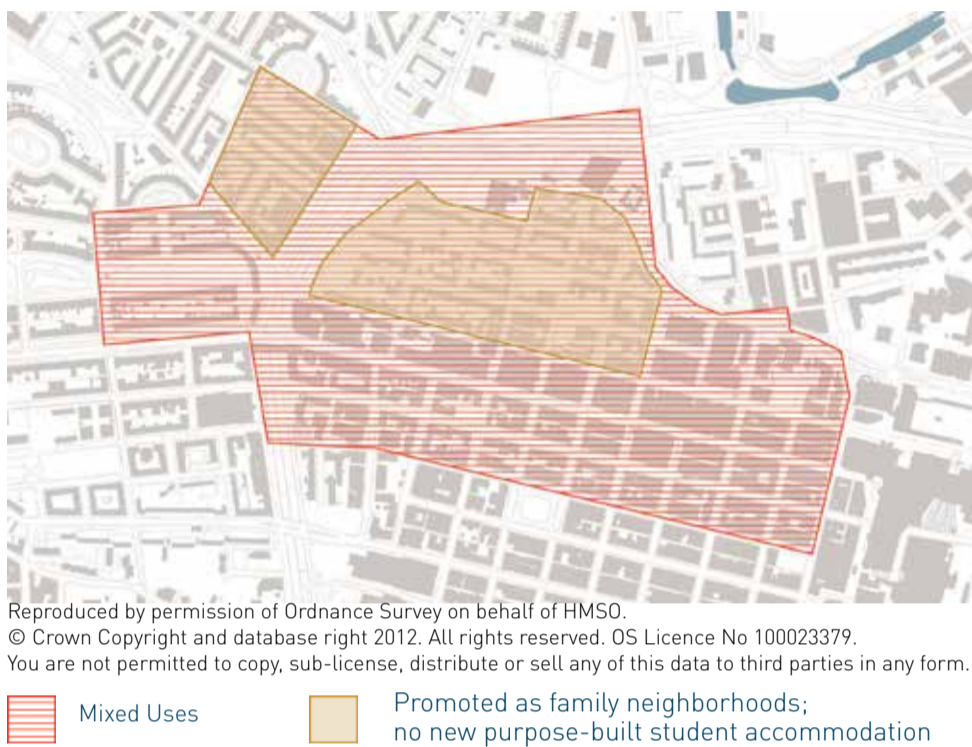 Reproduced by permission of Ordnance Survey on behalf of HMSO.
© Crown Copyright and database right 2012. All rights reserved. OS Licence No 100023379.
You are not permitted to copy, sub-license, distribute or sell any of this data to third parties in any form.
Mixed Uses
Promoted as family neighborhoods;
no new purpose-built student accommodation